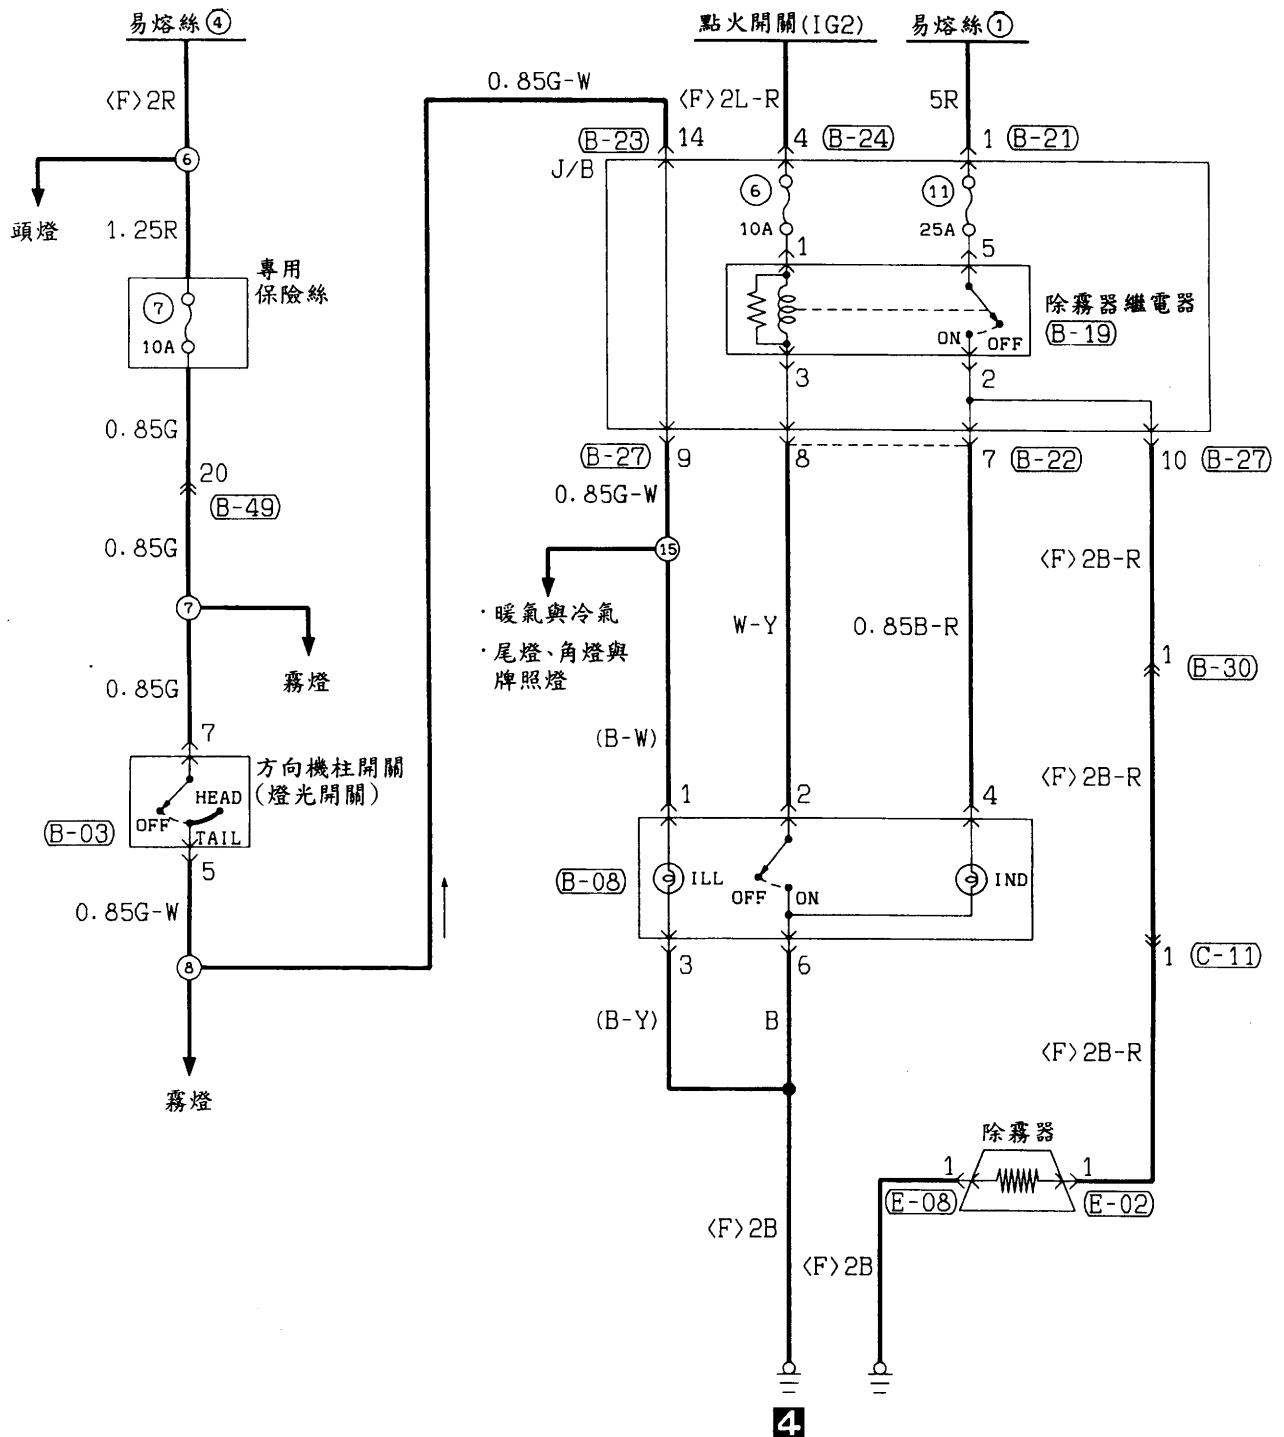 易熔絲④
點火開關(IG2)
易熔絲①
<F>2R
0.85G-W
<F>2L-R
5R
6
B-23
14
4
B-24
1
B-21
J/B
頭燈
1.25R
6
10A
11
25A
1
5
專用
保險絲
7
10A
除霧器繼電器
B-19
ON
OFF
3
2
0.85G
B-27
9
8
7
B-22
10
B-27
20
B-49
0.85G-W
0.85G
15
<F>2B-R
7
·暖氣與冷氣
·尾燈、角燈與
牌照燈
W-Y
0.85B-R
霧燈
1
B-30
0.85G
7
(B-W)
方向機柱開關
(燈光開關)
<F>2B-R
HEAD
OFF
TAIL
B-03
1
2
4
5
B-08
ILL
OFF
ON
IND
0.85G-W
8
3
6
1
C-11
(B-Y)
B
<F>2B-R
霧燈
除霧器
1
1
E-08
E-02
<F>2B
<F>2B
4